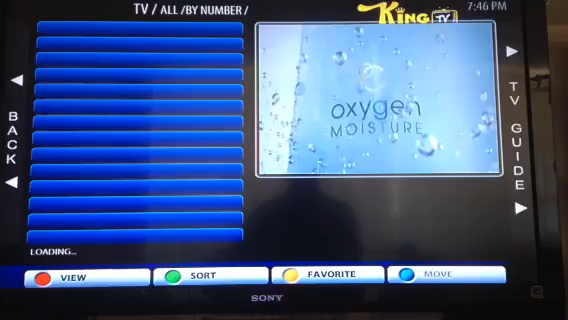 TV / ALL /BY NUMBER /
KING TV
7:46 PM
BACK
oxygen
MOISTURE
TV GUIDE
LOADING...
VIEW
SORT
FAVORITE
MOVE
SONY